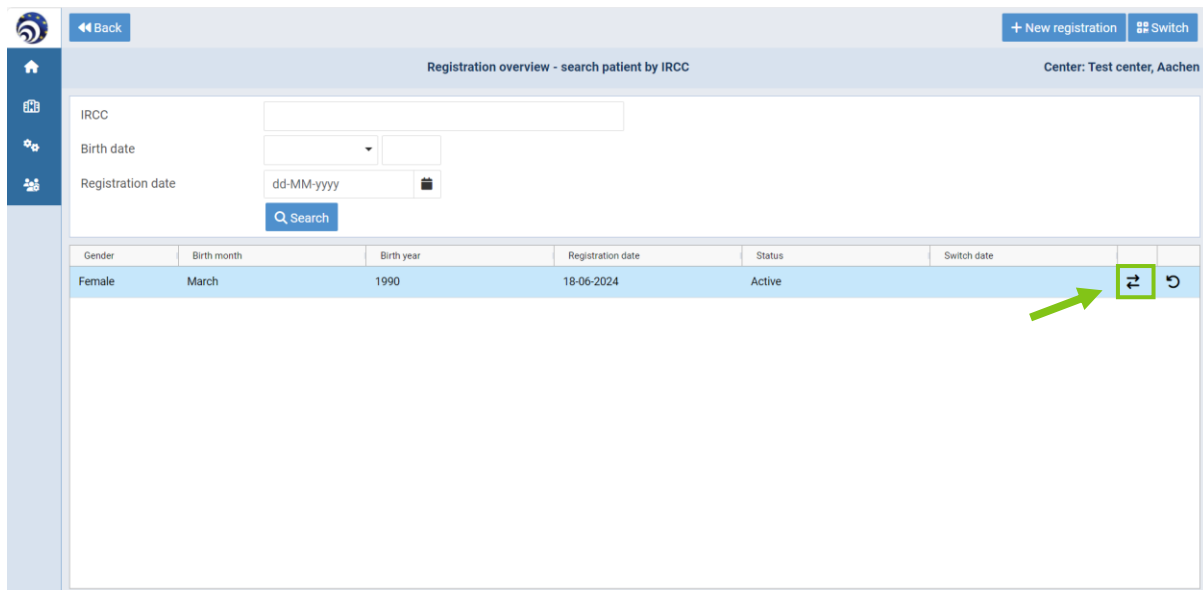 Back
+ New registration
Switch
Registration overview - search patient by IRCC
Center: Test center, Aachen
IRCC
Birth date
Registration date
dd-MM-yyyy
Search
Gender Birth month Birth year Registration date Status Switch date
Female March 1990 18-06-2024 Active